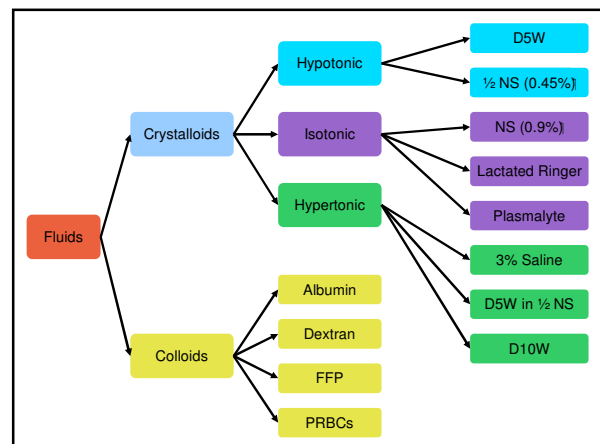 Fluids
Crystalloids
Hypotonic
D5W
½ NS (0.45%)
Isotonic
NS (0.9%)
Lactated Ringer
Plasmalyte
Hypertonic
3% Saline
D5W in ½ NS
D10W
Colloids
Albumin
Dextran
FFP
PRBCs